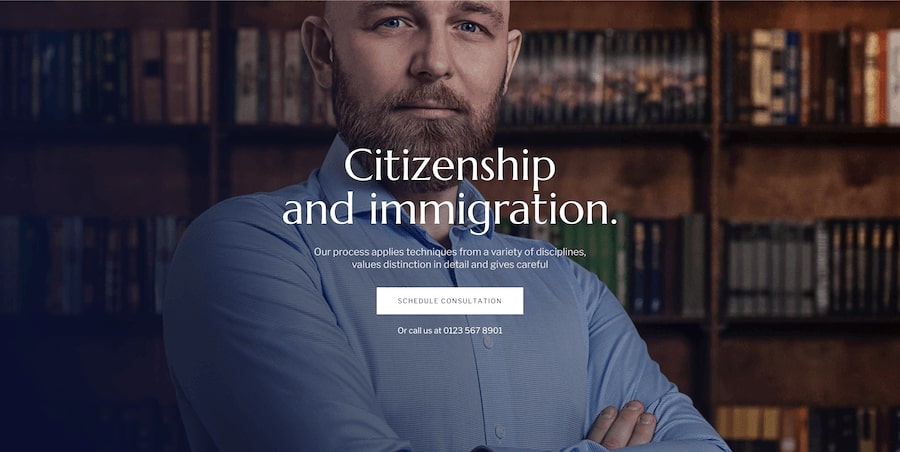 Citizenship
and immigration.
Our process applies techniques from a variety of disciplines,
values distinction in detail and gives careful
SCHEDULE CONSULTATION
Or call us at 0123 567 8901